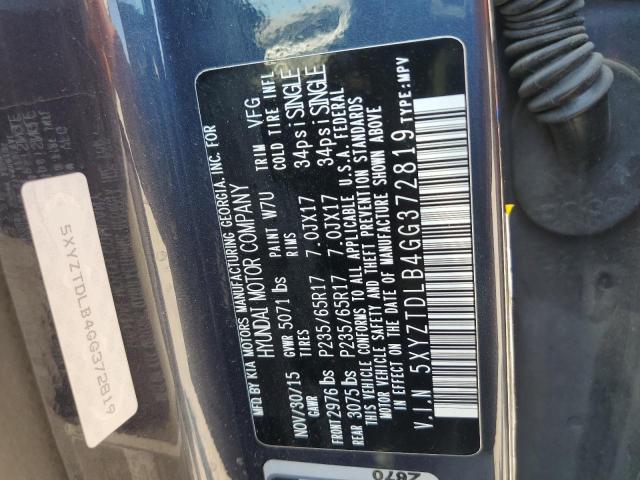 MFD BY KIA MOTORS MANUFACTURING GEORGIA, INC. FOR
HYUNDAI MOTOR COMPANY
NOV/30/15 GVWR 5071 lbs PAINT W7U TRIM VFG
GAWR TIRES RIMS COLD TIRE INFL
FRONT 2976 lbs P235/65R17 7.0JX17 34psi SINGLE
REAR 3075 lbs P235/65R17 7.0JX17 34psi SINGLE
THIS VEHICLE CONFORMS TO ALL APPLICABLE U.S.A. FEDERAL
MOTOR VEHICLE SAFETY AND THEFT PREVENTION STANDARDS
IN EFFECT ON THE DATE OF MANUFACTURE SHOWN ABOVE
V.I.N 5XYZTDLB4GG372819 TYPE: MPV
5XYZTDLB4GG372819
2870